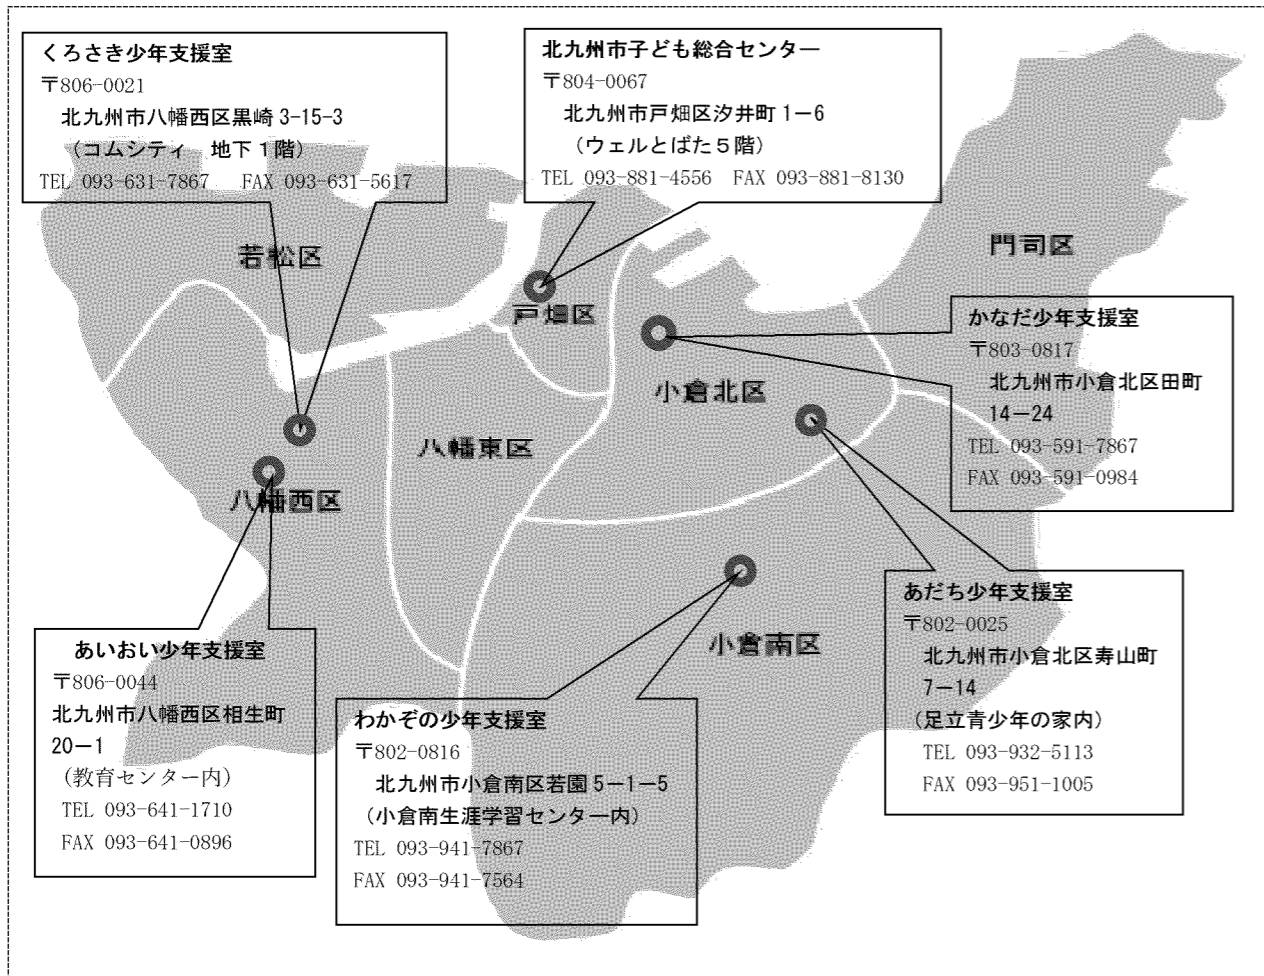 くろさき少年支援室
〒806-0021
北九州市八幡西区黒崎 3-15-3
（コムシティ　地下１階）
TEL 093-631-7867　FAX 093-631-5617
北九州市子ども総合センター
〒804-0067
北九州市戸畑区汐井町 1－6
（ウェルとばた５階）
TEL 093-881-4556　FAX 093-881-8130
若松区
門司区
戸畑区
かなだ少年支援室
〒803-0817
北九州市小倉北区田町
14－24
TEL 093-591-7867
FAX 093-591-0984
小倉北区
八幡東区
八幡西区
小倉南区
あだち少年支援室
〒802-0025
北九州市小倉北区寿山町
7－14
（足立青少年の家内）
TEL 093-932-5113
FAX 093-951-1005
あいおい少年支援室
〒806-0044
北九州市八幡西区相生町
20－1
（教育センター内）
TEL 093-641-1710
FAX 093-641-0896
わかぞの少年支援室
〒802-0816
北九州市小倉南区若園 5－1－5
（小倉南生涯学習センター内）
TEL 093-941-7867
FAX 093-941-7564